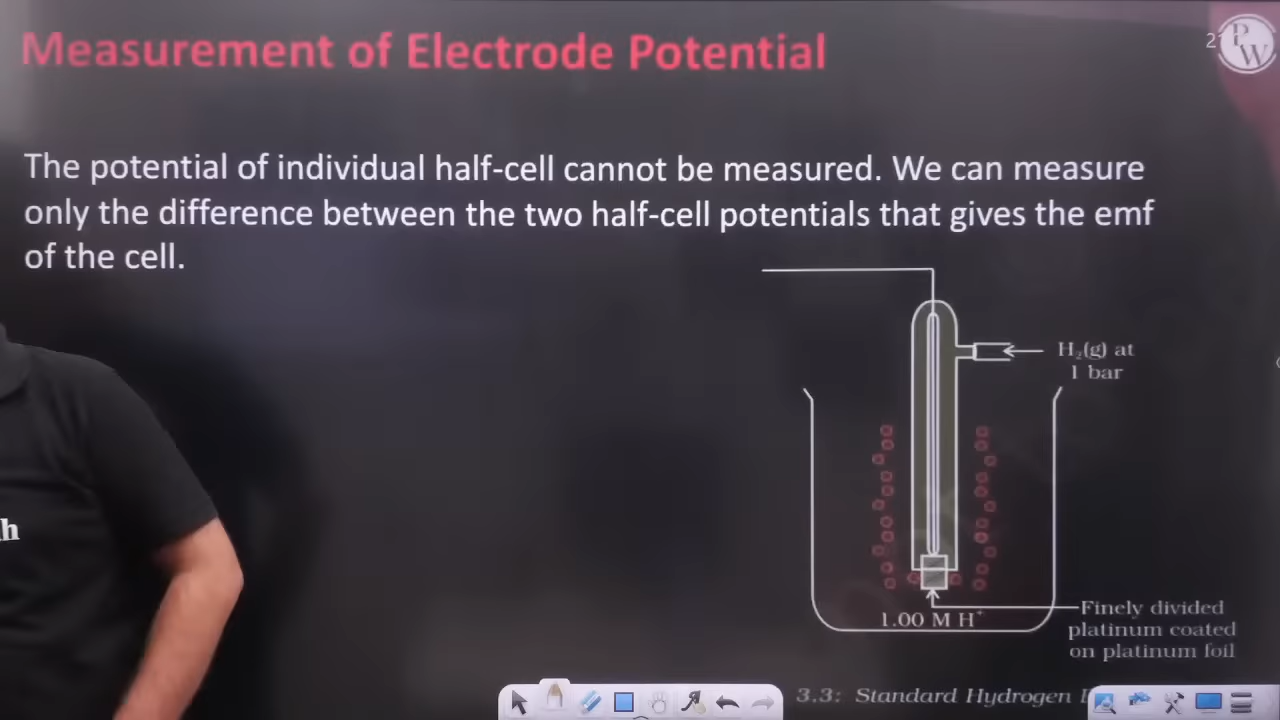 Measurement of Electrode Potential
2
PW
The potential of individual half-cell cannot be measured. We can measure
only the difference between the two half-cell potentials that gives the emf
of the cell.
H₂(g) at
1 bar
h
1.00 M H⁺
Finely divided
platinum coated
on platinum foil
3.3: Standard Hydrogen